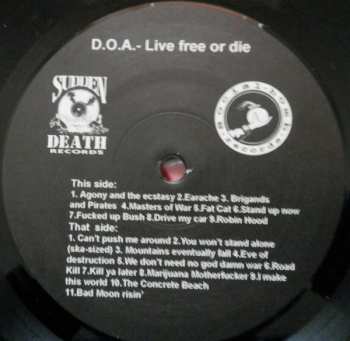 D.O.A.- Live free or die
SUDDEN
DEATH
RECORDS
social-bomb
records
This side:
1. Agony and the ecstasy 2.Earache 3. Brigands
and Pirates 4.Masters of War 5.Fat Cat 6.Stand up now
7.Fucked up Bush 8.Drive my car 9.Robin Hood
That side:
1. Can't push me around 2.You won't stand alone
(ska-sized) 3. Mountains eventually fall 4.Eve of
destruction 5.We don't need no god damn war 6.Road
Kill 7.Kill ya later 8.Marijuana Motherfucker 9.I make
this world 10.The Concrete Beach
11.Bad Moon risin'